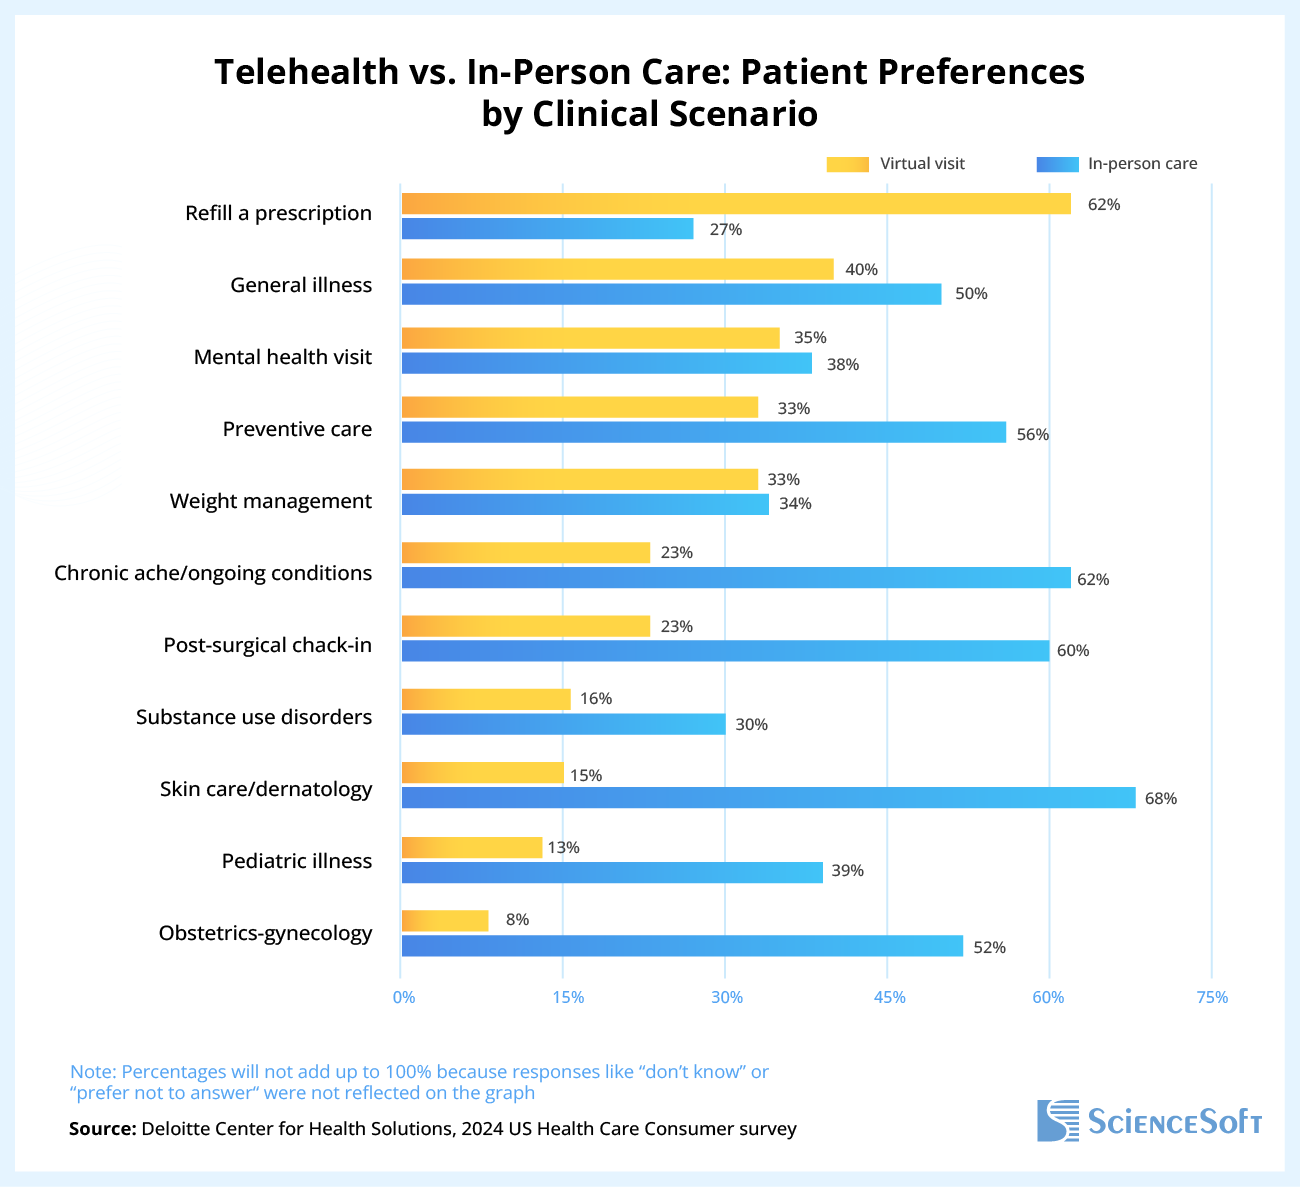 Telehealth vs. In-Person Care: Patient Preferences
by Clinical Scenario
Virtual visit
In-person care
Refill a prescription
62%
27%
General illness
40%
50%
Mental health visit
35%
38%
Preventive care
33%
56%
Weight management
33%
34%
Chronic ache/ongoing conditions
23%
62%
Post-surgical chack-in
23%
60%
Substance use disorders
16%
30%
Skin care/dernatology
15%
68%
Pediatric illness
13%
39%
Obstetrics-gynecology
8%
52%
0% 15% 30% 45% 60% 75%
Note: Percentages will not add up to 100% because responses like “don’t know” or
“prefer not to answer“ were not reflected on the graph
Source: Deloitte Center for Health Solutions, 2024 US Health Care Consumer survey
ScienceSoft